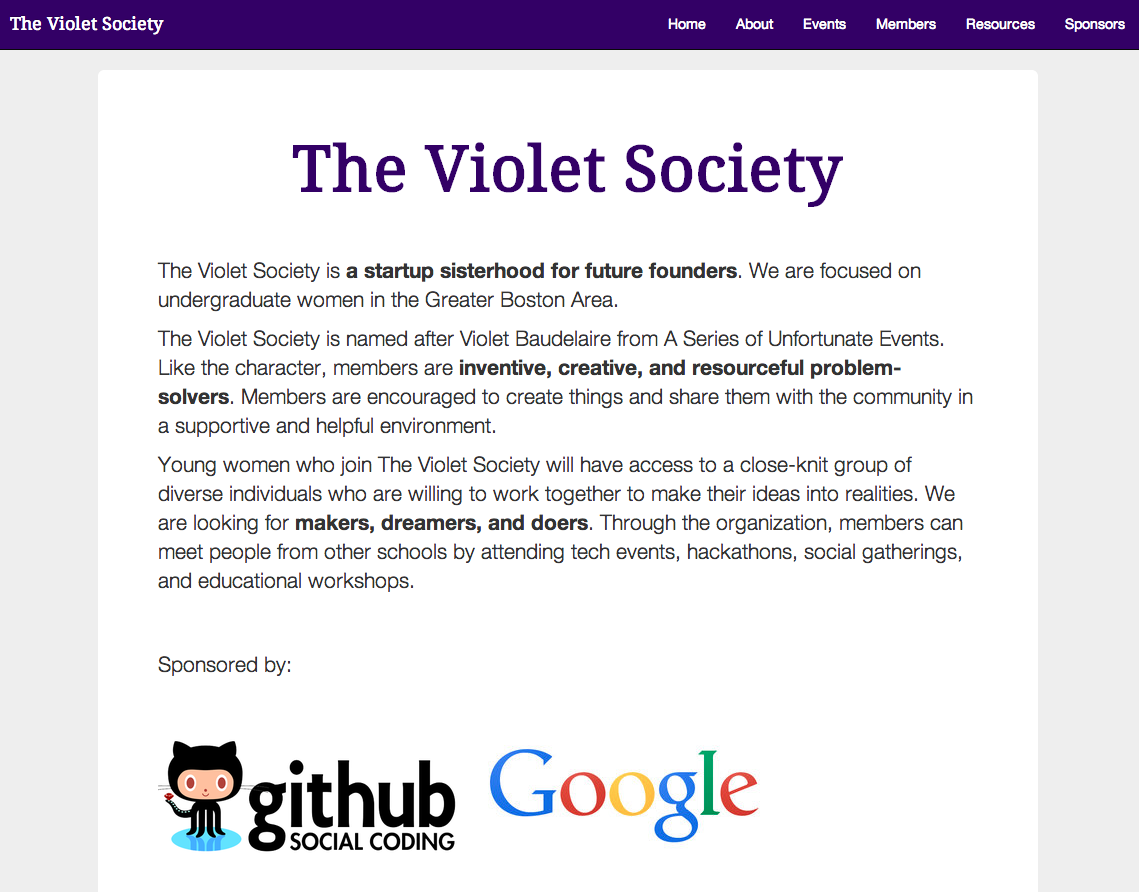 The Violet Society Home About Events Members Resources Sponsors
The Violet Society
The Violet Society is a startup sisterhood for future founders. We are focused on
undergraduate women in the Greater Boston Area.
The Violet Society is named after Violet Baudelaire from A Series of Unfortunate Events.
Like the character, members are inventive, creative, and resourceful problem-
solvers. Members are encouraged to create things and share them with the community in
a supportive and helpful environment.
Young women who join The Violet Society will have access to a close-knit group of
diverse individuals who are willing to work together to make their ideas into realities. We
are looking for makers, dreamers, and doers. Through the organization, members can
meet people from other schools by attending tech events, hackathons, social gatherings,
and educational workshops.
Sponsored by:
github Google
SOCIAL CODING